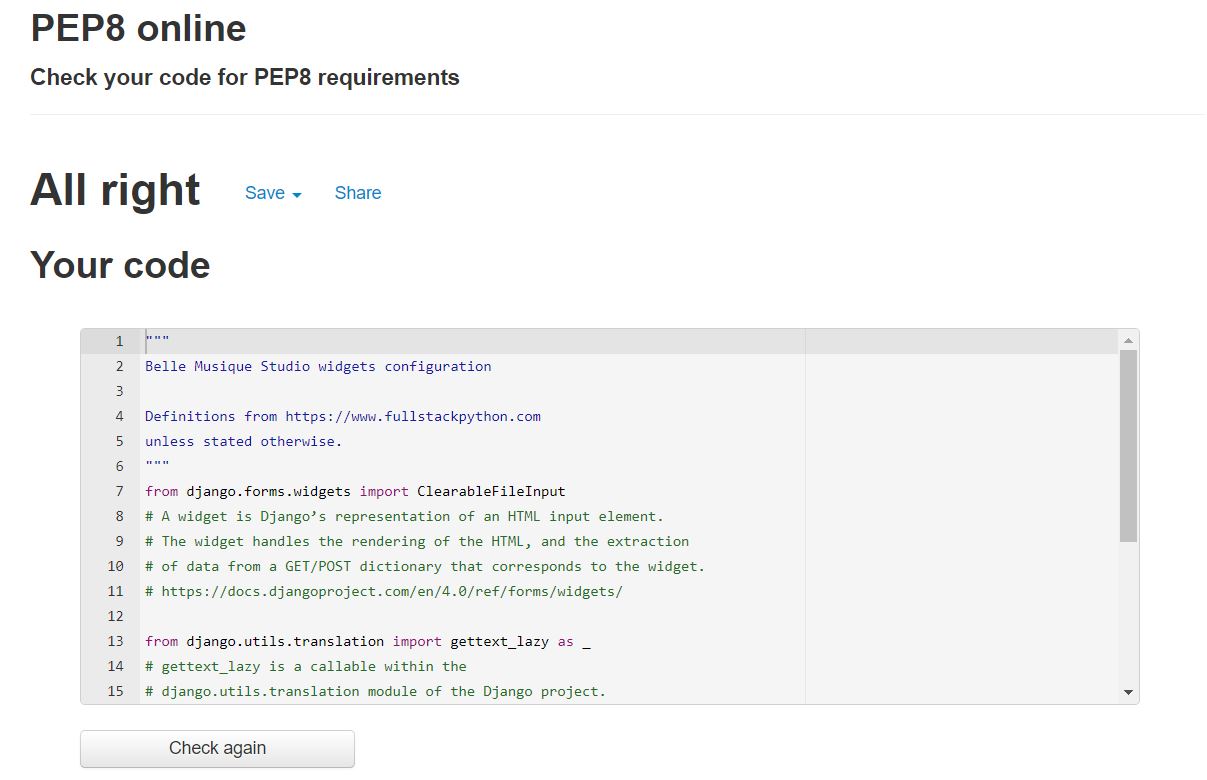 PEP8 online
Check your code for PEP8 requirements
All right Save Share
Your code
1 """
2 Belle Musique Studio widgets configuration
3
4 Definitions from https://www.fullstackpython.com
5 unless stated otherwise.
6 """
7 from django.forms.widgets import ClearableFileInput
8 # A widget is Django’s representation of an HTML input element.
9 # The widget handles the rendering of the HTML, and the extraction
10 # of data from a GET/POST dictionary that corresponds to the widget.
11 # https://docs.djangoproject.com/en/4.0/ref/forms/widgets/
12
13 from django.utils.translation import gettext_lazy as _
14 # gettext_lazy is a callable within the
15 # django.utils.translation module of the Django project.
Check again